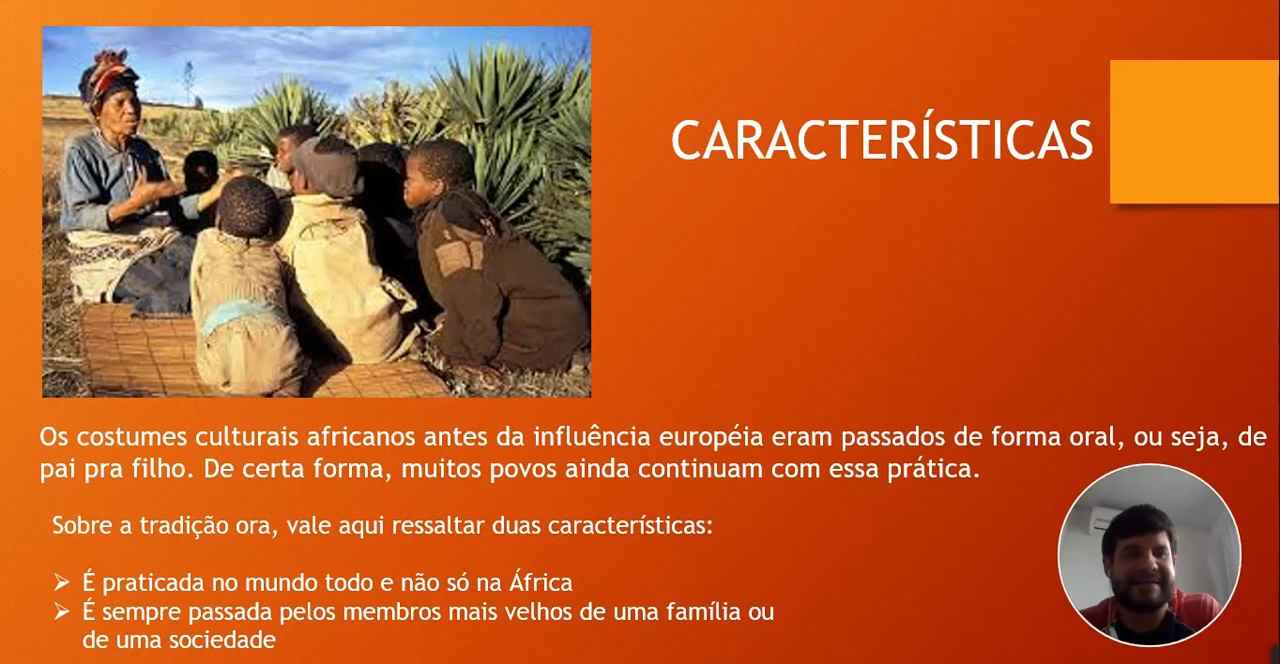 CARACTERÍSTICAS
Os costumes culturais africanos antes da influência européia eram passados de forma oral, ou seja, de
pai pra filho. De certa forma, muitos povos ainda continuam com essa prática.
Sobre a tradição ora, vale aqui ressaltar duas características:
➢ É praticada no mundo todo e não só na África
➢ É sempre passada pelos membros mais velhos de uma família ou
de uma sociedade